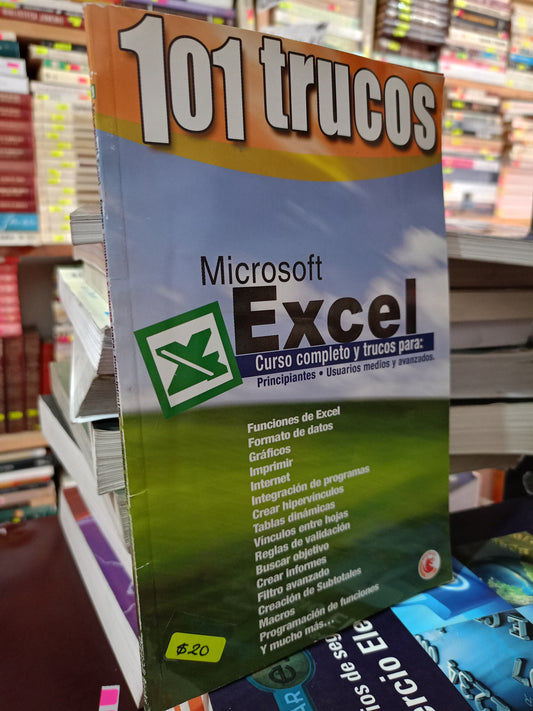 101 trucos
Microsoft
Excel
Curso completo y trucos para:
Principiantes • Usuarios medios y avanzados.
Funciones de Excel
Formato de datos
Gráficos
Imprimir
Internet
Integración de programas
Crear hipervínculos
Tablas dinámicas
Vínculos entre hojas
Reglas de validación
Buscar objetivo
Crear informes
Filtro avanzado
Creación de Subtotales
Macros
Programación de funciones
Y mucho más...
$20